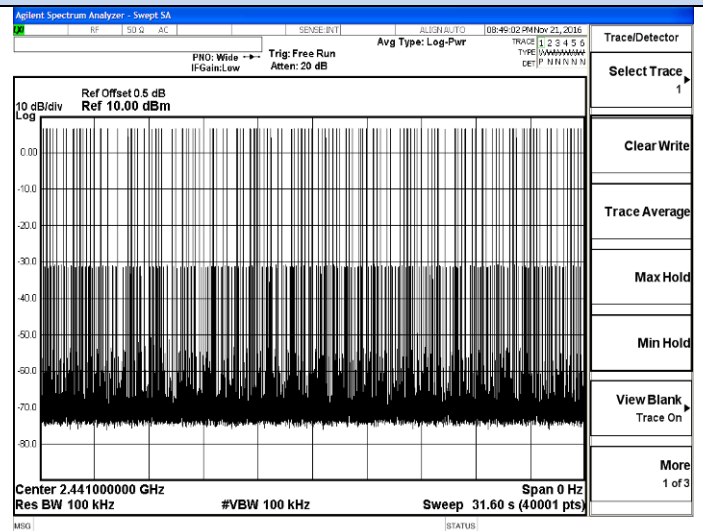 Agilent Spectrum Analyzer - Swept SA
RF 50 Ω AC SENSE:INT ALIGN AUTO 08:49:02 PM Nov 21, 2016
Trace/Detector
Avg Type: Log-Pwr
TRACE 1 2 3 4 5 6
TYPE
DET P N N N N N
PNO: Wide
IFGain:Low
Trig: Free Run
Atten: 20 dB
Select Trace
1
Ref Offset 0.5 dB
10 dB/div Ref 10.00 dBm
Log
0.00
-10.0
-20.0
-30.0
-40.0
-50.0
-60.0
-70.0
-80.0
Clear Write
Trace Average
Max Hold
Min Hold
View Blank
Trace On
More
1 of 3
Center 2.441000000 GHz Span 0 Hz
Res BW 100 kHz #VBW 100 kHz Sweep 31.60 s (40001 pts)
MSG STATUS